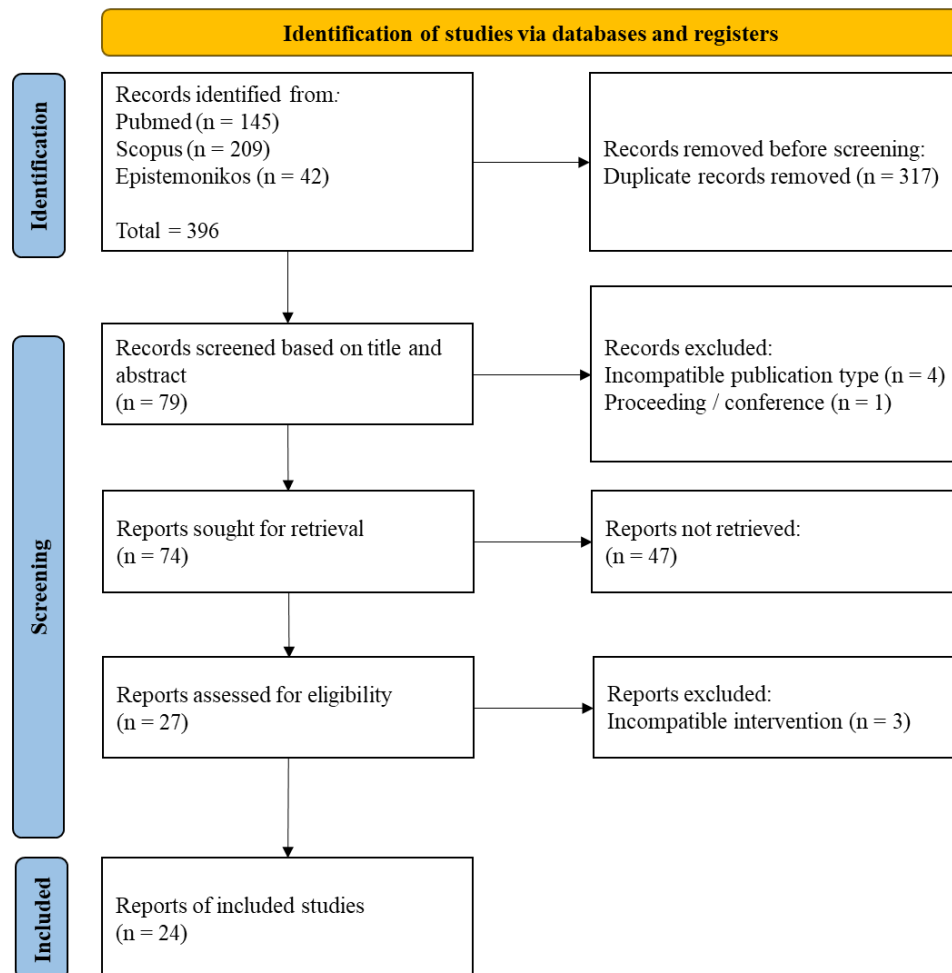 Identification of studies via databases and registers
Identification
Records identified from:
Pubmed (n = 145)
Scopus (n = 209)
Epistemonikos (n = 42)
Total = 396
Records removed before screening:
Duplicate records removed (n = 317)
Screening
Records screened based on title and
abstract
(n = 79)
Records excluded:
Incompatible publication type (n = 4)
Proceeding / conference (n = 1)
Reports sought for retrieval
(n = 74)
Reports not retrieved:
(n = 47)
Reports assessed for eligibility
(n = 27)
Reports excluded:
Incompatible intervention (n = 3)
Included
Reports of included studies
(n = 24)